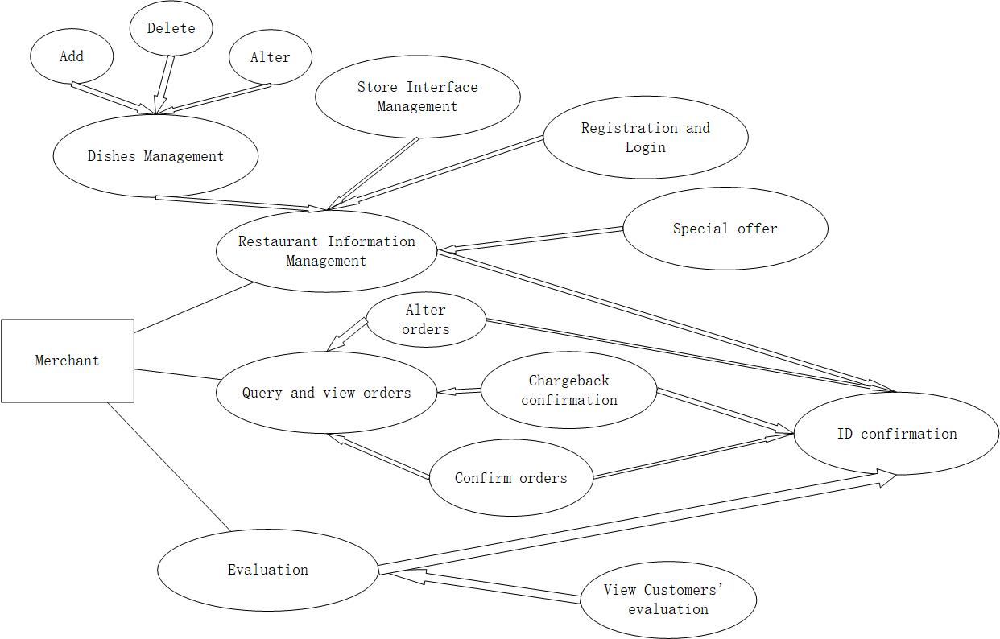 Delete
Add
Alter
Store Interface
Management
Registration and
Login
Dishes Management
Special offer
Restaurant Information
Management
Alter
orders
Merchant
Chargeback
confirmation
Query and view orders
ID confirmation
Confirm orders
Evaluation
View Customers’
evaluation